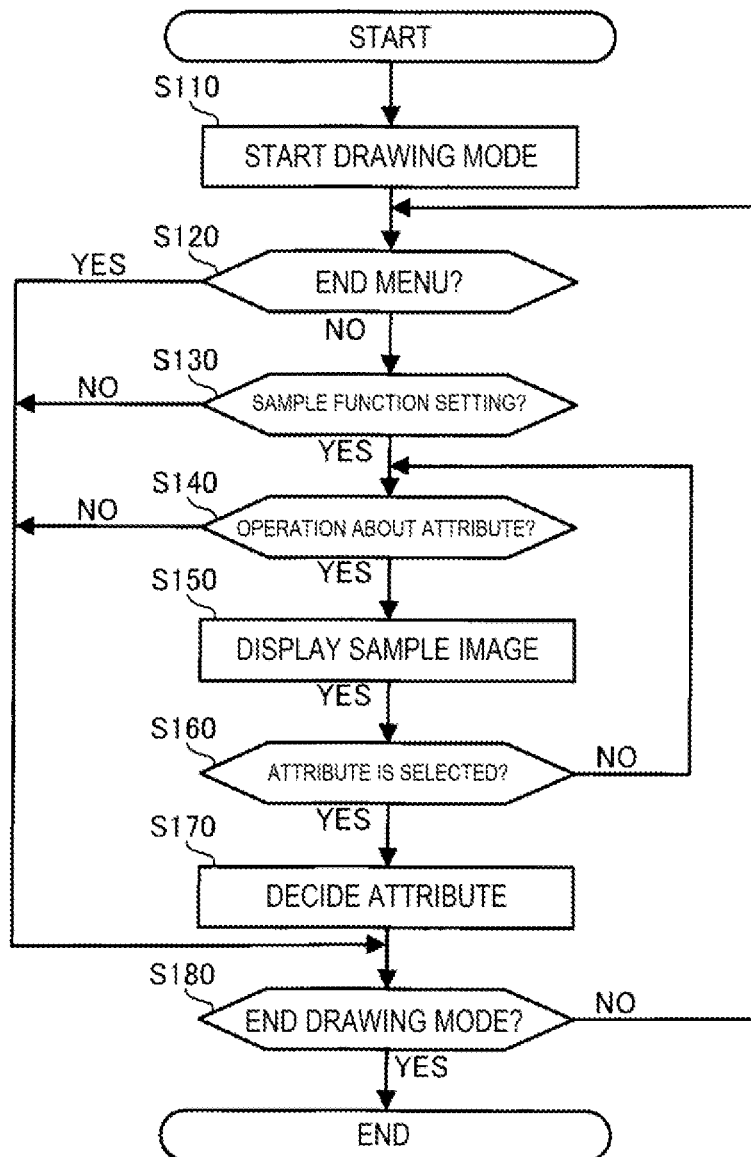 START
S110
START DRAWING MODE
S120
YES
END MENU?
NO
S130
NO
SAMPLE FUNCTION SETTING?
YES
S140
NO
OPERATION ABOUT ATTRIBUTE?
YES
S150
DISPLAY SAMPLE IMAGE
YES
S160
ATTRIBUTE IS SELECTED?
NO
YES
S170
DECIDE ATTRIBUTE
S180
END DRAWING MODE?
NO
YES
END